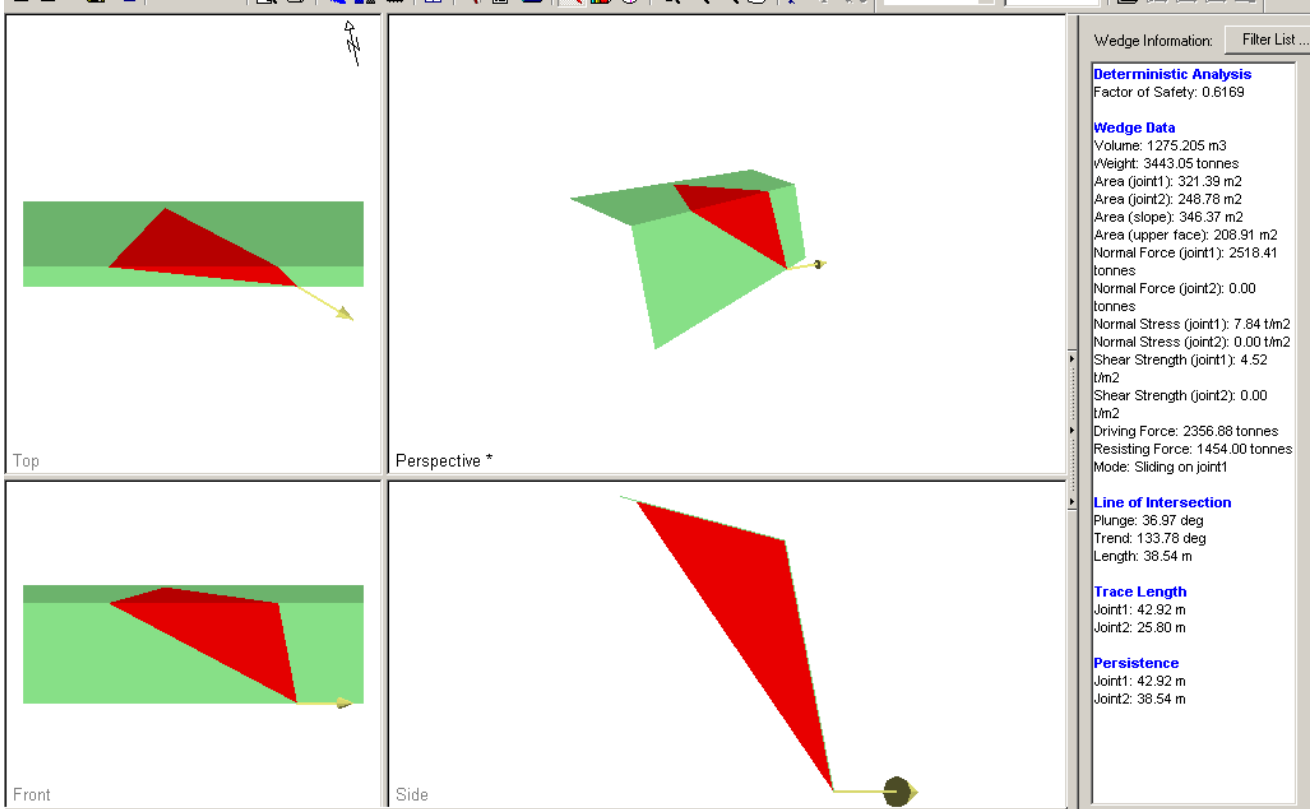 N
Top
Perspective *
Front
Side
Wedge Information:
Filter List ...
Deterministic Analysis
Factor of Safety: 0.6169
Wedge Data
Volume: 1275.205 m3
Weight: 3443.05 tonnes
Area (joint1): 321.39 m2
Area (joint2): 248.78 m2
Area (slope): 346.37 m2
Area (upper face): 208.91 m2
Normal Force (joint1): 2518.41
tonnes
Normal Force (joint2): 0.00
tonnes
Normal Stress (joint1): 7.84 t/m2
Normal Stress (joint2): 0.00 t/m2
Shear Strength (joint1): 4.52
t/m2
Shear Strength (joint2): 0.00
t/m2
Driving Force: 2356.88 tonnes
Resisting Force: 1454.00 tonnes
Mode: Sliding on joint1
Line of Intersection
Plunge: 36.97 deg
Trend: 133.78 deg
Length: 38.54 m
Trace Length
Joint1: 42.92 m
Joint2: 25.80 m
Persistence
Joint1: 42.92 m
Joint2: 38.54 m